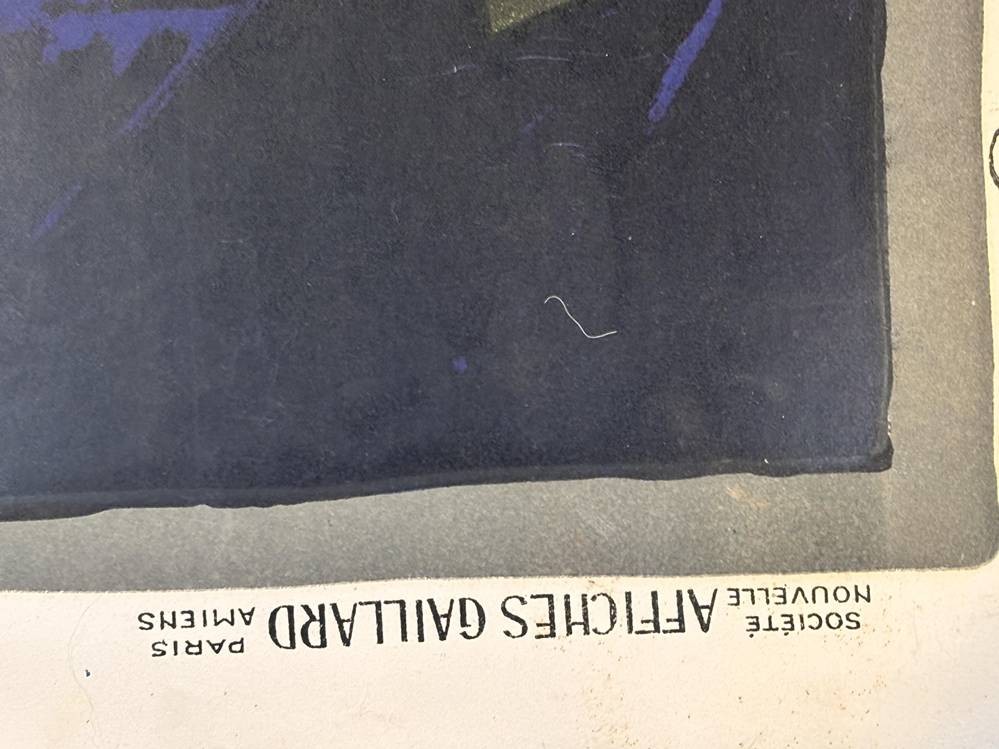 SOCIÉTÉ
NOUVELLE
AFFICHES GAILLARD
PARIS
AMIENS